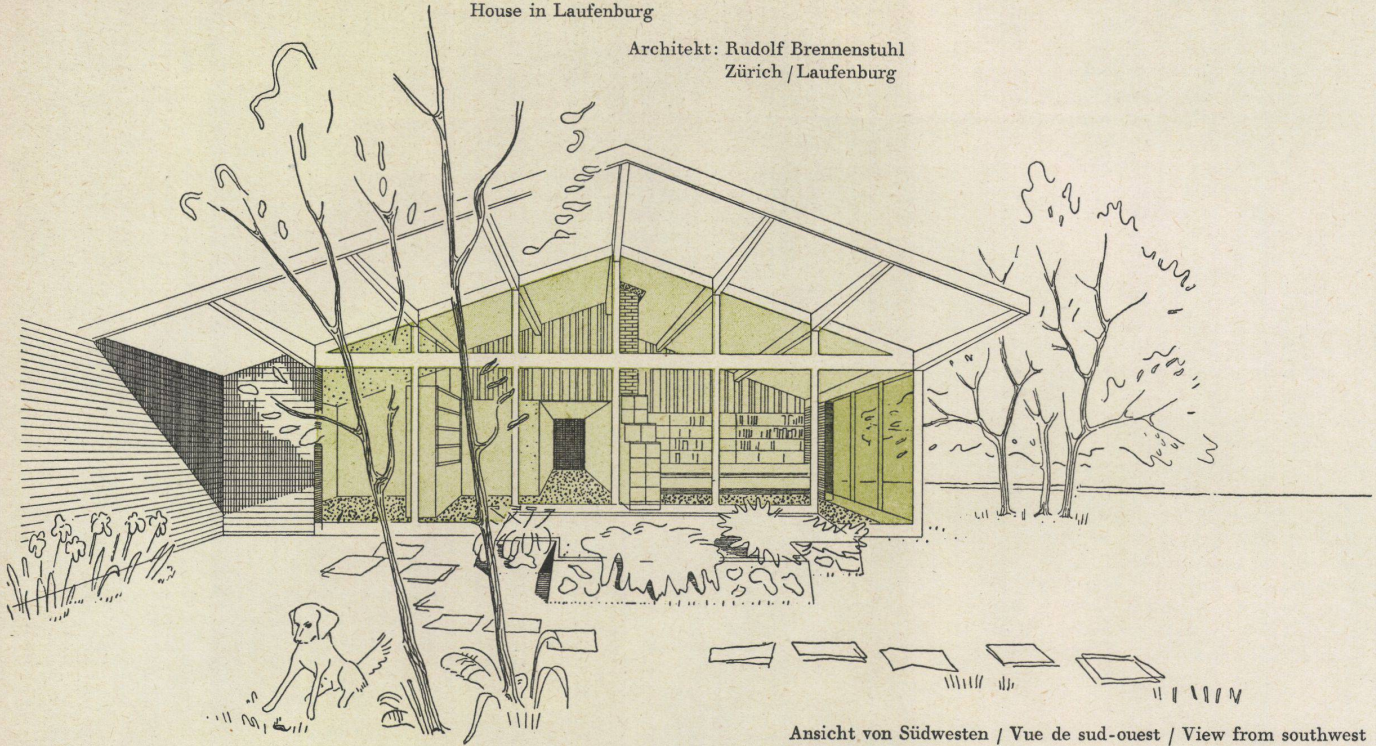 House in Laufenburg
Architekt: Rudolf Brennenstuhl
Zürich / Laufenburg
Ansicht von Südwesten / Vue de sud-ouest / View from southwest